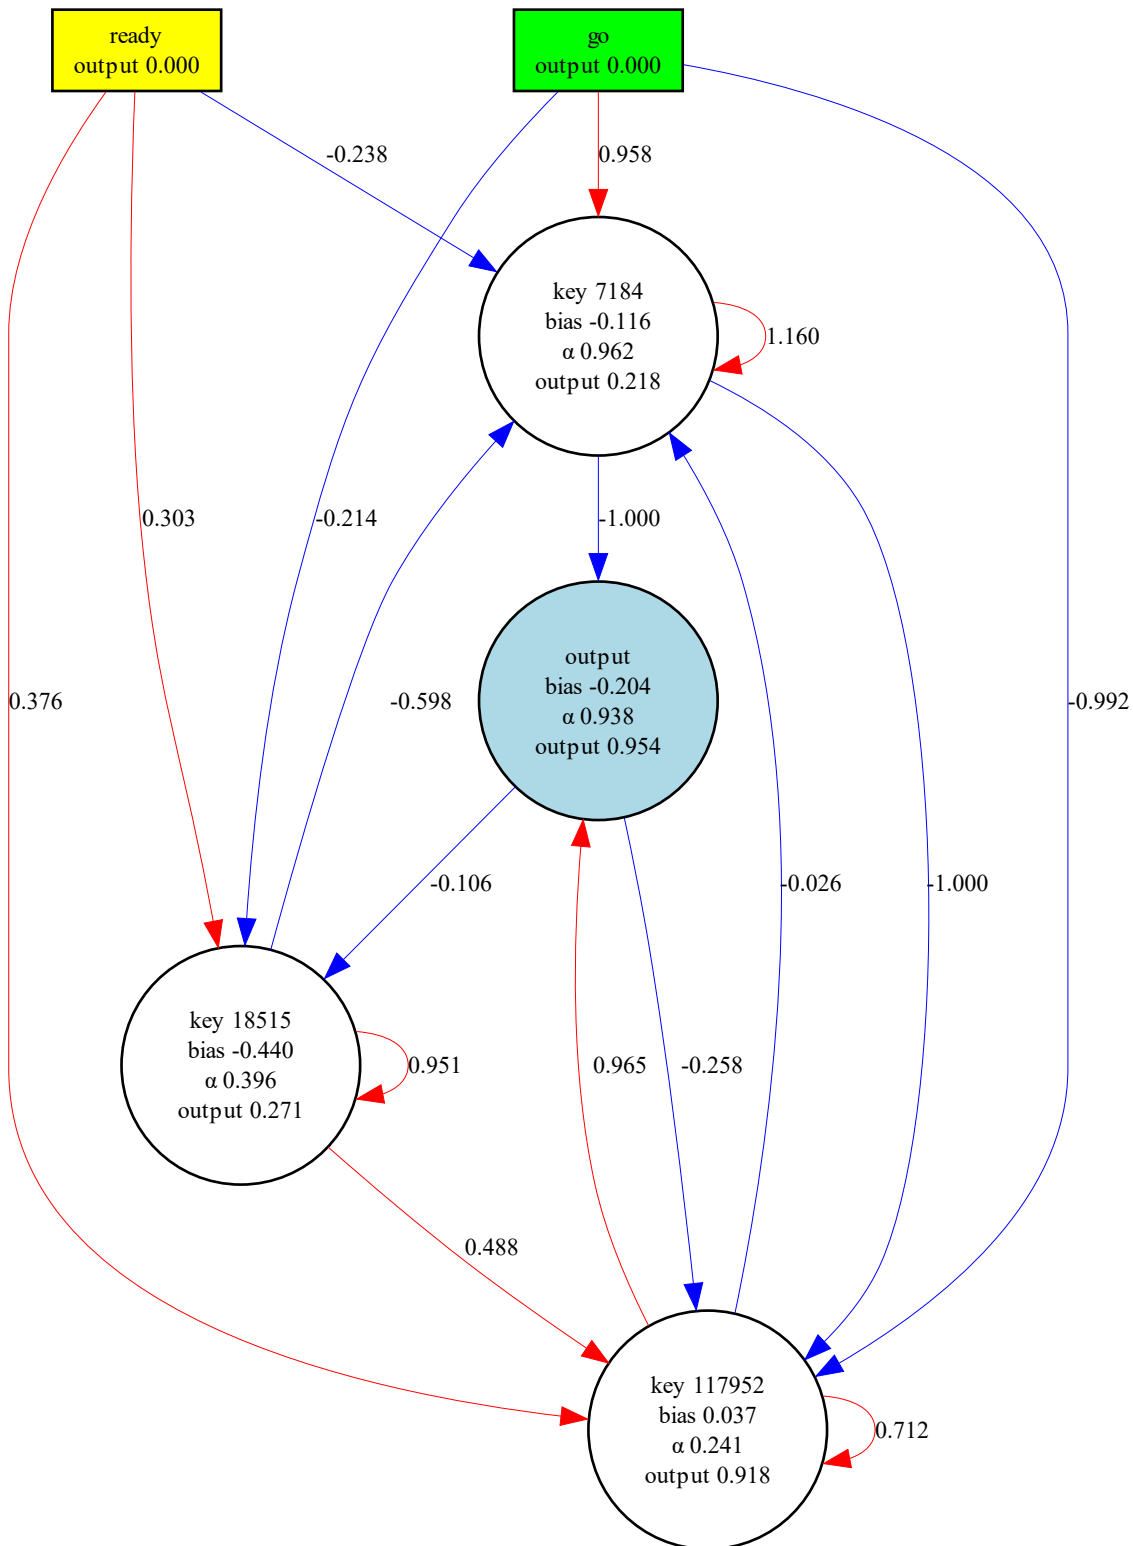 ready
output 0.000
go
output 0.000
-0.238
0.958
key 7184
bias -0.116
α 0.962
output 0.218
1.160
0.303
-0.214
-1.000
output
bias -0.204
α 0.938
output 0.954
0.376
-0.598
-0.992
-0.106
-0.026
-1.000
key 18515
bias -0.440
α 0.396
output 0.271
0.951
0.965
-0.258
0.488
key 117952
bias 0.037
α 0.241
output 0.918
0.712